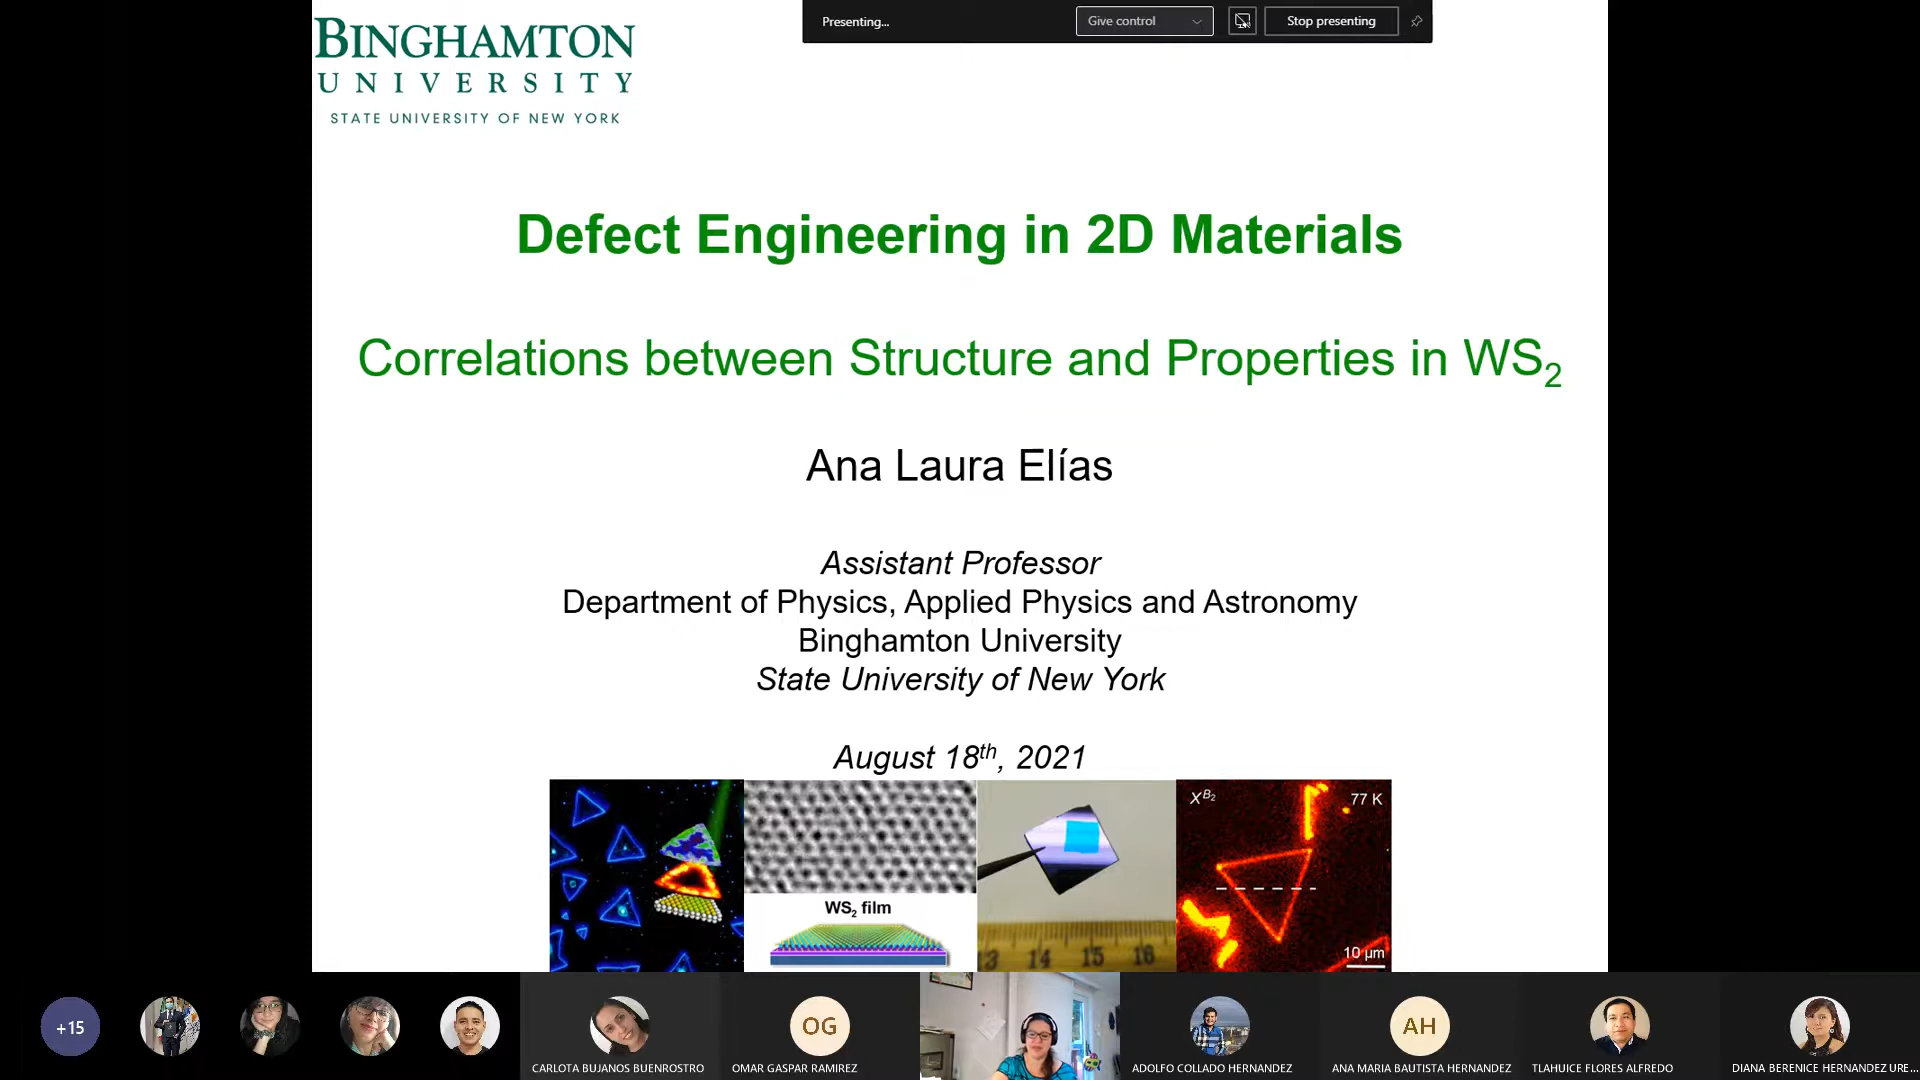 BINGHAMTON
UNIVERSITY
STATE UNIVERSITY OF NEW YORK
Presenting...
Give control
Stop presenting
Defect Engineering in 2D Materials
Correlations between Structure and Properties in WS₂
Ana Laura Elías
Assistant Professor
Department of Physics, Applied Physics and Astronomy
Binghamton University
State University of New York
August 18th, 2021
WS₂ film
13 14 15 16
X^B₂
77 K
10 µm
+15
CARLOTA BUJANOS BUENROSTRO
OG
OMAR GASPAR RAMIREZ
ADOLFO COLLADO HERNANDEZ
AH
ANA MARIA BAUTISTA HERNANDEZ
TLAHUICE FLORES ALFREDO
DIANA BERENICE HERNANDEZ URE...